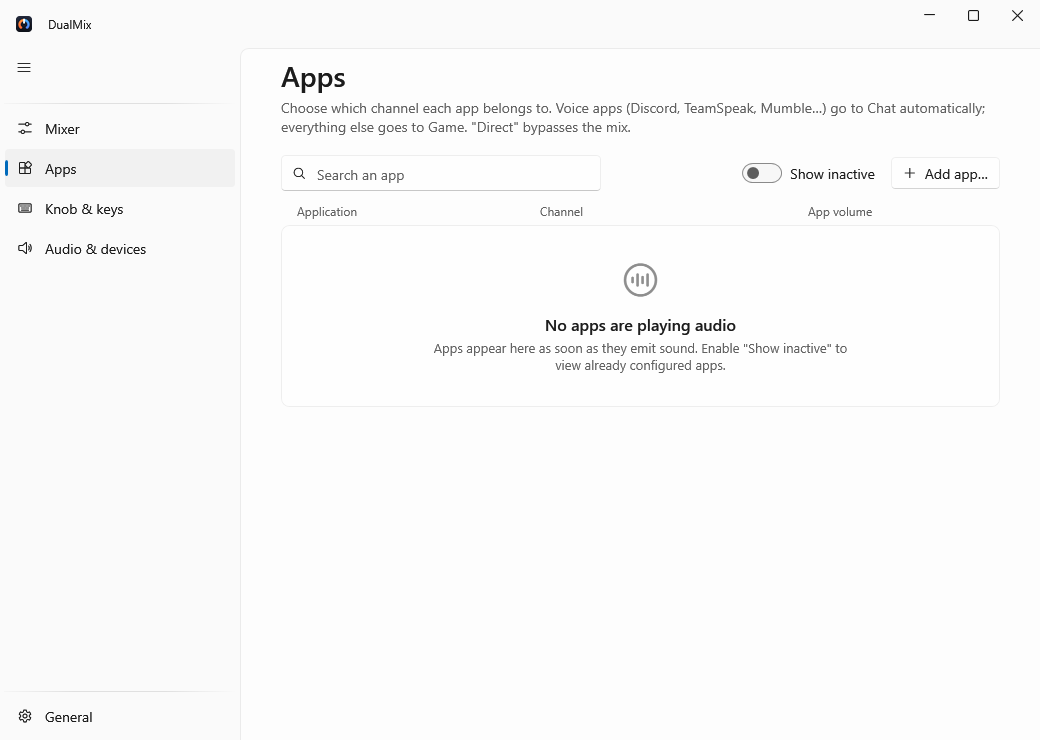 DualMix
Mixer
Apps
Knob & keys
Audio & devices
General
Apps
Choose which channel each app belongs to. Voice apps (Discord, TeamSpeak, Mumble...) go to Chat automatically;
everything else goes to Game. "Direct" bypasses the mix.
Search an app
Show inactive
Add app...
Application
Channel
App volume
No apps are playing audio
Apps appear here as soon as they emit sound. Enable "Show inactive" to
view already configured apps.